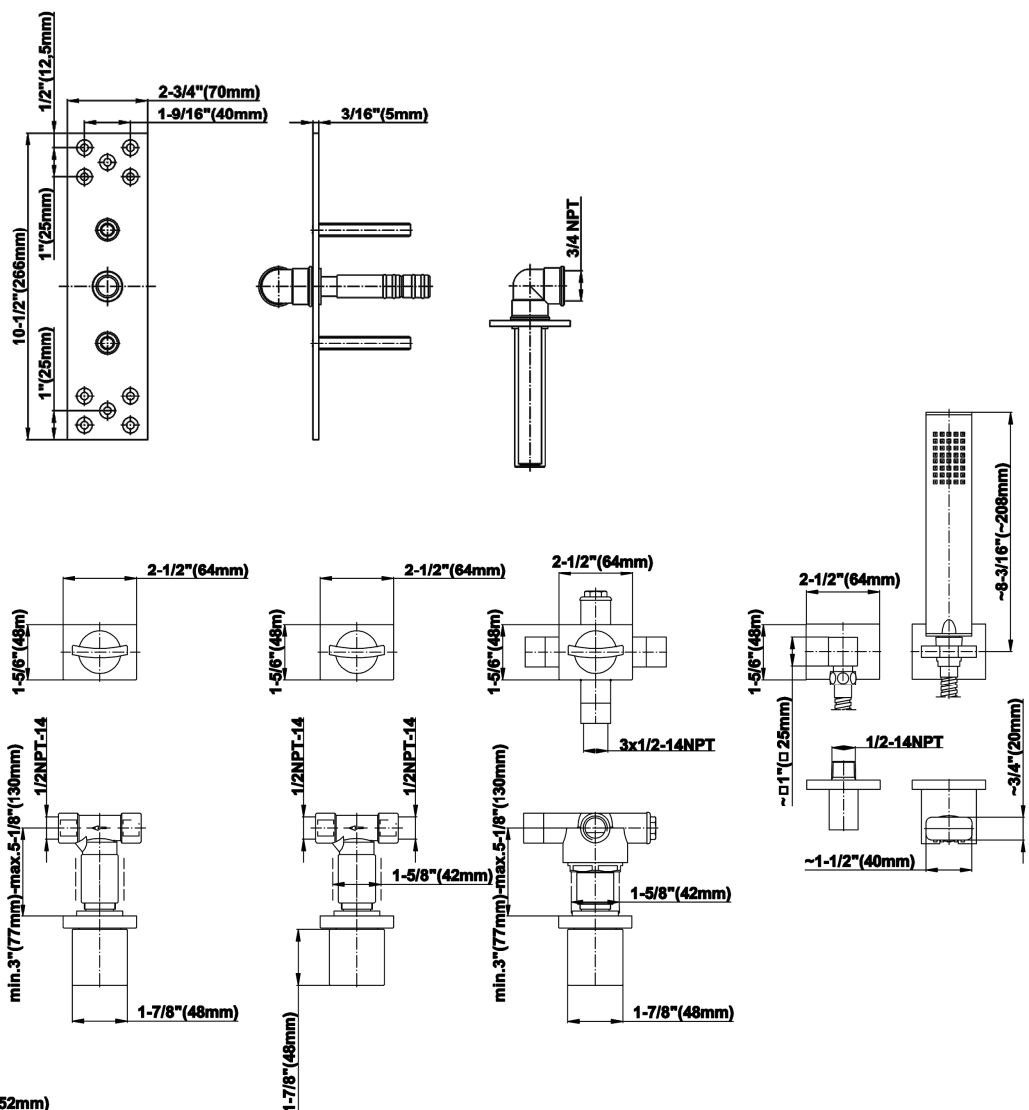 1/2"(12,5mm)
2-3/4"(70mm)
1-9/16"(40mm)
3/16"(5mm)
1"(25mm)
10-1/2"(266mm)
1"(25mm)
3/4 NPT
~8-3/16"(~208mm)
2-1/2"(64mm)
1-5/6"(48m)
2-1/2"(64mm)
1-5/6"(48m)
2-1/2"(64mm)
1-5/6"(48m)
3x1/2-14NPT
2-1/2"(64mm)
1-5/6"(48m)
~□1"(□25mm)
1/2-14NPT
~3/4"(20mm)
~1-1/2"(40mm)
1/2NPT-14
min.3"(77mm)-max.5-1/8"(130mm)
1-7/8"(48mm)
1/2NPT-14
1/2NPT-14
1-5/8"(42mm)
1-7/8"(48mm)
min.3"(77mm)-max.5-1/8"(130mm)
1-5/8"(42mm)
1-7/8"(48mm)
52mm)